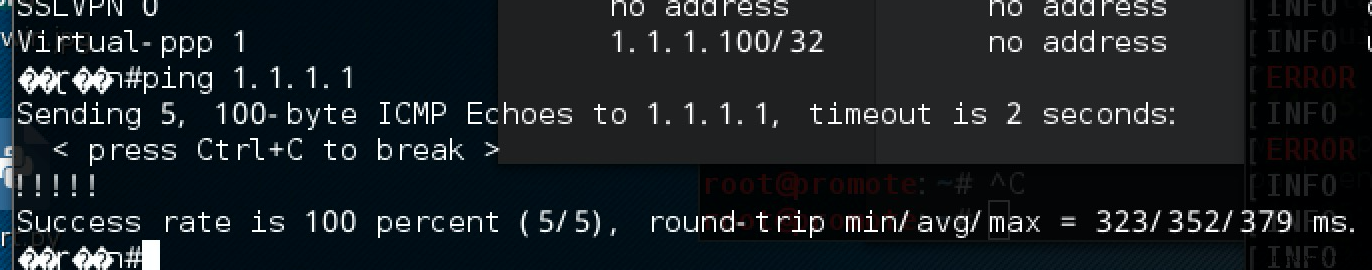 SSLVPN 0 no address no address [ INFO
Virtual-ppp 1 1.1.1.100/32 no address [ INFO
��r��n#ping 1.1.1.1 [ ERROR
Sending 5, 100-byte ICMP Echoes to 1.1.1.1, timeout is 2 seconds: [ INFO
< press Ctrl+C to break > [ ERROR
!!!!! root@promote:~# ^C [ INFO
Success rate is 100 percent (5/5), round-trip min/avg/max = 323/352/379 ms.
��r��n# [ INFO